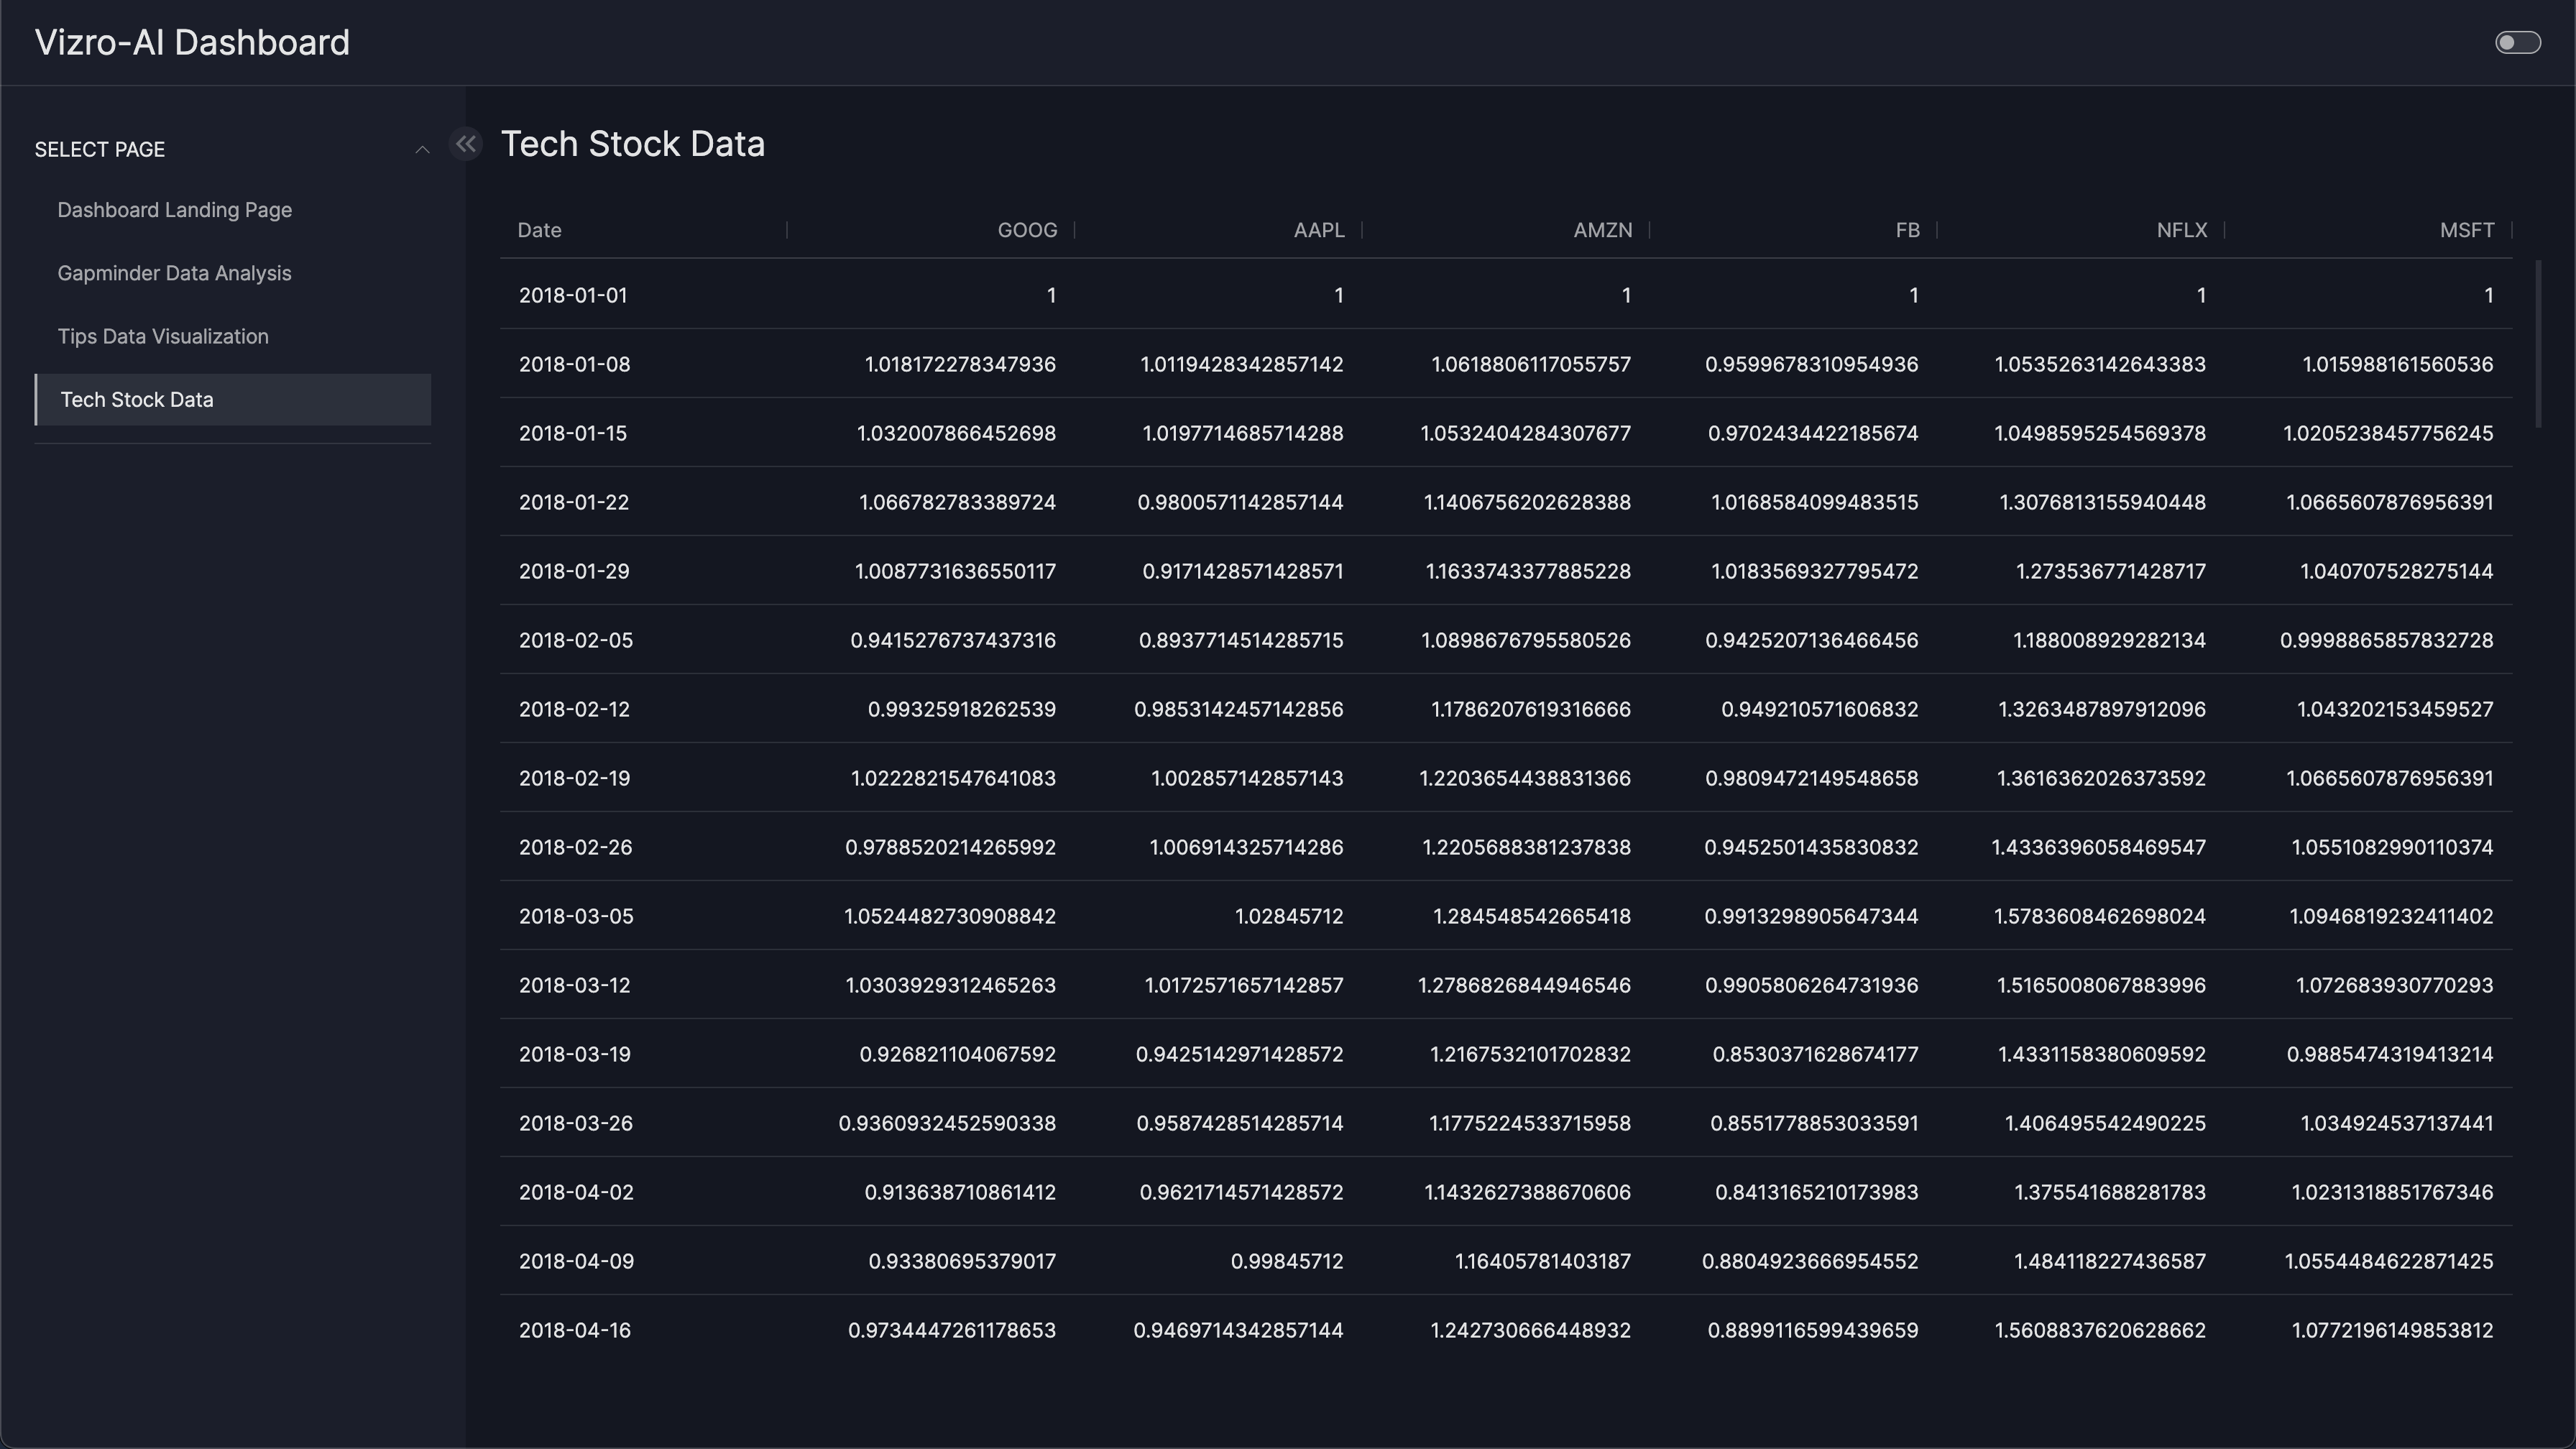 Vizro-AI Dashboard
SELECT PAGE
Dashboard Landing Page
Gapminder Data Analysis
Tips Data Visualization
Tech Stock Data
Tech Stock Data
Date GOOG AAPL AMZN FB NFLX MSFT
2018-01-01 1 1 1 1 1 1
2018-01-08 1.018172278347936 1.0119428342857142 1.0618806117055757 0.9599678310954936 1.0535263142643383 1.015988161560536
2018-01-15 1.032007866452698 1.0197714685714288 1.0532404284307677 0.9702434422185674 1.0498595254569378 1.0205238457756245
2018-01-22 1.066782783389724 0.9800571142857144 1.1406756202628388 1.0168584099483515 1.3076813155940448 1.0665607876956391
2018-01-29 1.0087731636550117 0.9171428571428571 1.1633743377885228 1.0183569327795472 1.273536771428717 1.040707528275144
2018-02-05 0.9415276737437316 0.8937714514285715 1.0898676795580526 0.9425207136466456 1.188008929282134 0.9998865857832728
2018-02-12 0.99325918262539 0.9853142457142856 1.1786207619316666 0.949210571606832 1.3263487897912096 1.043202153459527
2018-02-19 1.0222821547641083 1.002857142857143 1.2203654438831366 0.9809472149548658 1.3616362026373592 1.0665607876956391
2018-02-26 0.9788520214265992 1.006914325714286 1.2205688381237838 0.9452501435830832 1.4336396058469547 1.0551082990110374
2018-03-05 1.0524482730908842 1.02845712 1.284548542665418 0.9913298905647344 1.5783608462698024 1.0946819232411402
2018-03-12 1.0303929312465263 1.0172571657142857 1.2786826844946546 0.9905806264731936 1.5165008067883996 1.072683930770293
2018-03-19 0.926821104067592 0.9425142971428572 1.2167532101702832 0.8530371628674177 1.4331158380609592 0.9885474319413214
2018-03-26 0.9360932452590338 0.9587428514285714 1.1775224533715958 0.8551778853033591 1.406495542490225 1.034924537137441
2018-04-02 0.913638710861412 0.9621714571428572 1.1432627388670606 0.8413165210173983 1.375541688281783 1.0231318851767346
2018-04-09 0.93380695379017 0.99845712 1.16405781403187 0.8804923666954552 1.484118227436587 1.0554484622871425
2018-04-16 0.9734447261178653 0.9469714342857144 1.242730666448932 0.8899116599439659 1.5608837620628662 1.0772196149853812